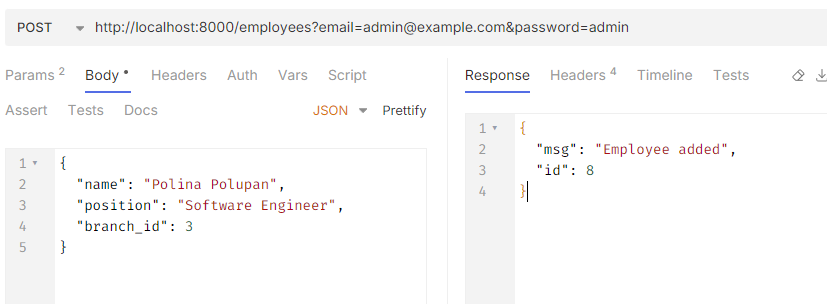 POST http://localhost:8000/employees?email=admin@example.com&password=admin
Params 2 Body Headers Auth Vars Script
Assert Tests Docs JSON Prettify
1 {
2 "name": "Polina Polupan",
3 "position": "Software Engineer",
4 "branch_id": 3
5 }
Response Headers 4 Timeline Tests
1 {
2 "msg": "Employee added",
3 "id": 8
4 }